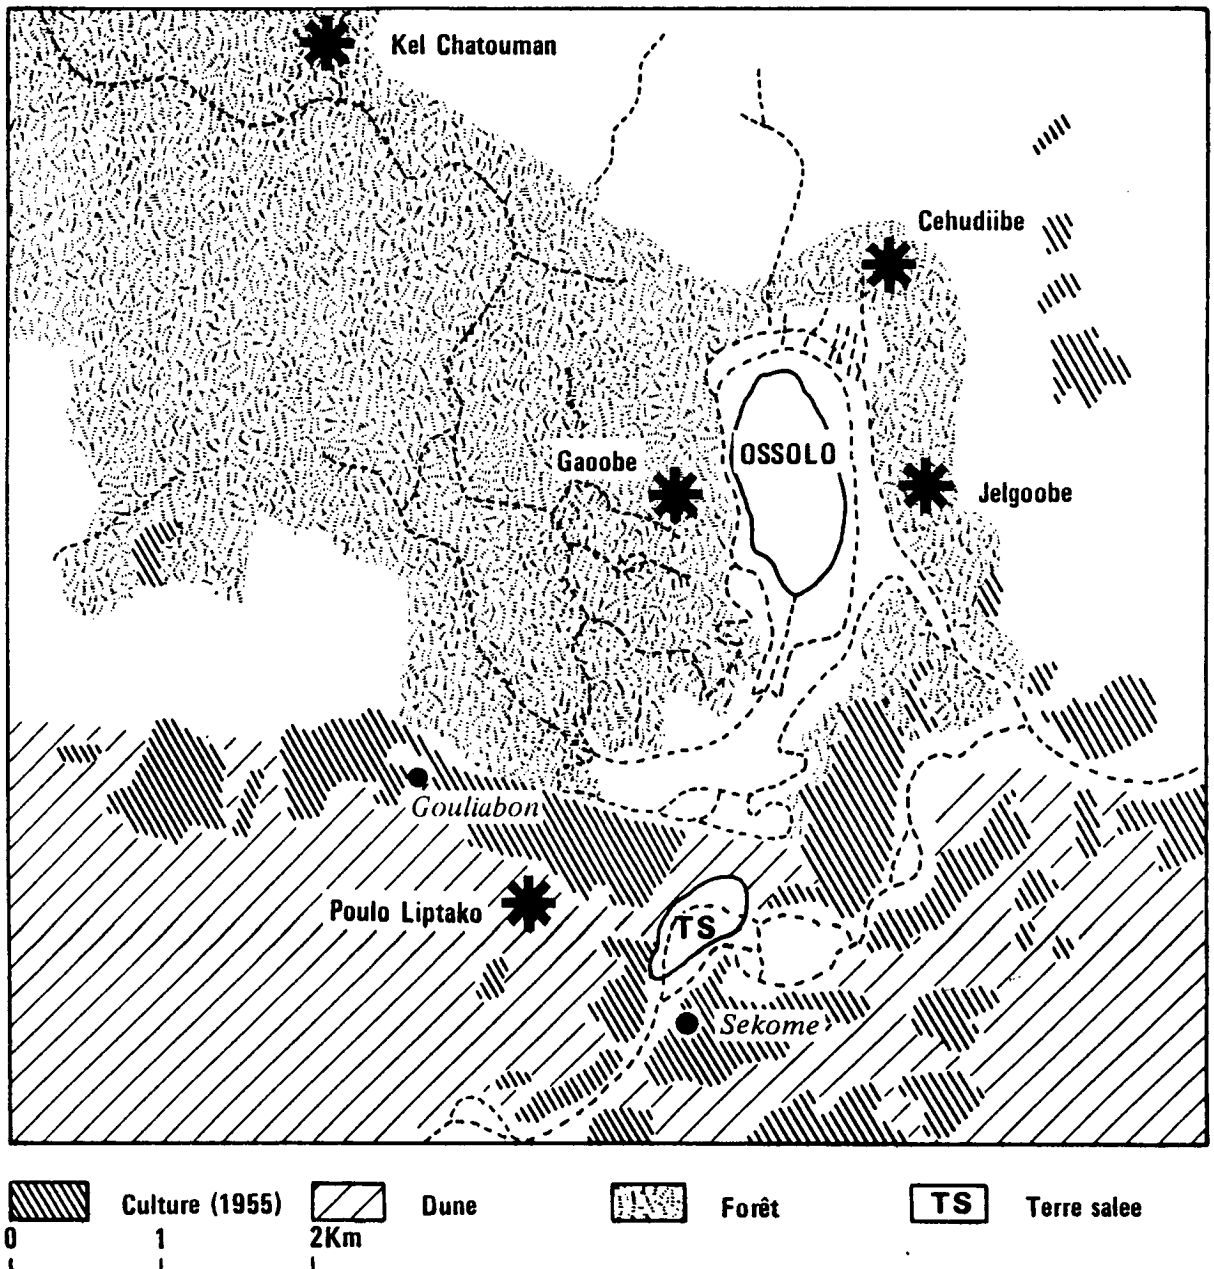 Kel Chatouman
Cehudiibe
OSSOLO
Gaoobe
Jelgoobe
Gouliabon
Poulo Liptako
TS
Sekome
Culture (1955)
Dune
Forêt
TS
Terre salee
0 1 2Km